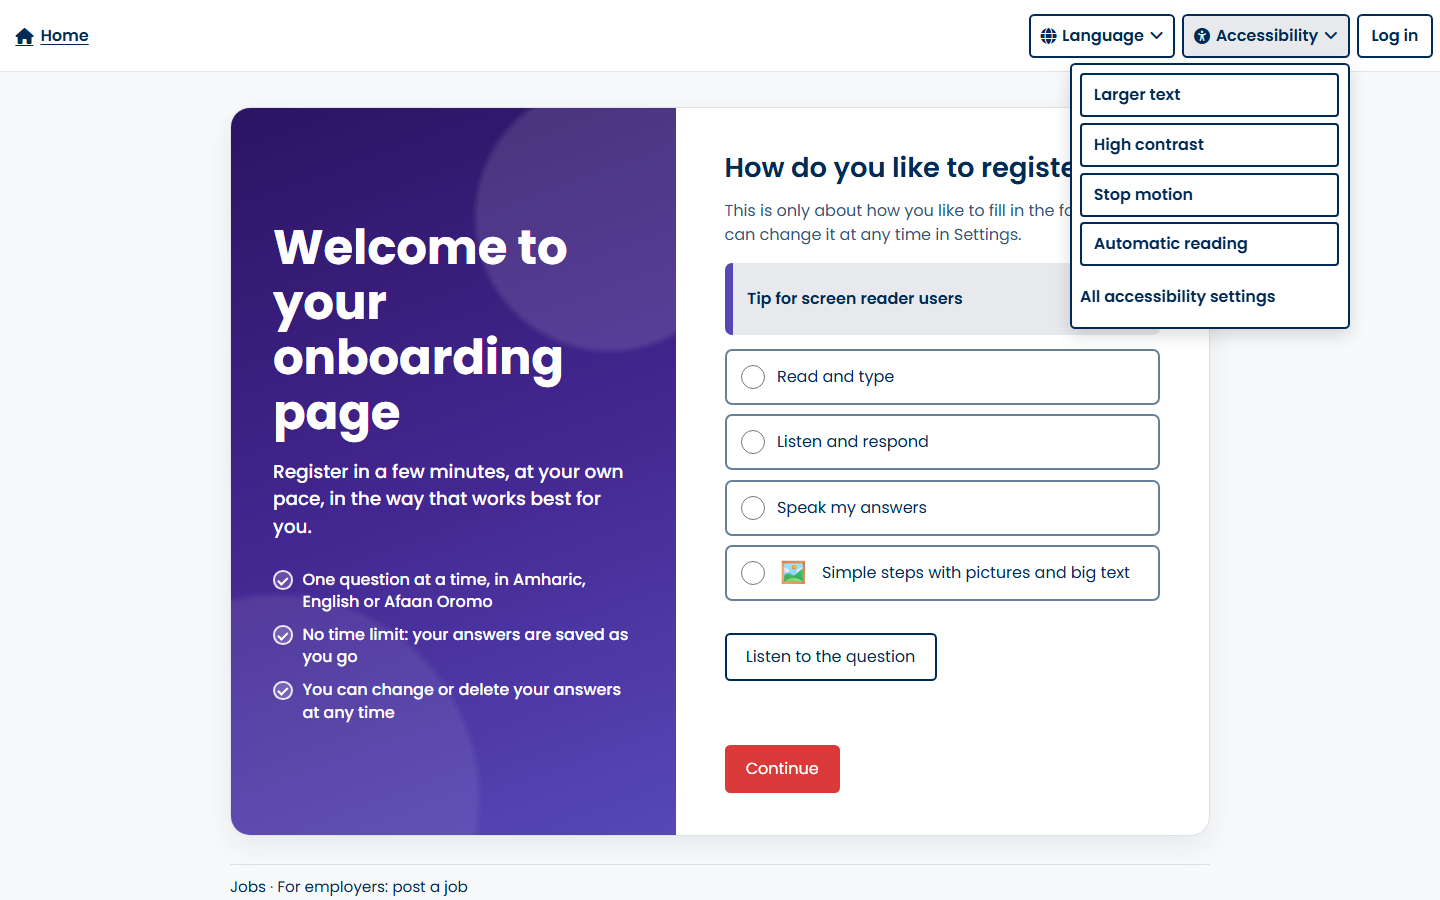 Home
Language
Accessibility
Log in
Larger text
High contrast
Stop motion
Automatic reading
All accessibility settings
Welcome to
your
onboarding
page
Register in a few minutes, at your own
pace, in the way that works best for
you.
One question at a time, in Amharic,
English or Afaan Oromo
No time limit: your answers are saved as
you go
You can change or delete your answers
at any time
How do you like to registe
This is only about how you like to fill in the fo
can change it at any time in Settings.
Tip for screen reader users
Read and type
Listen and respond
Speak my answers
Simple steps with pictures and big text
Listen to the question
Continue
Jobs · For employers: post a job